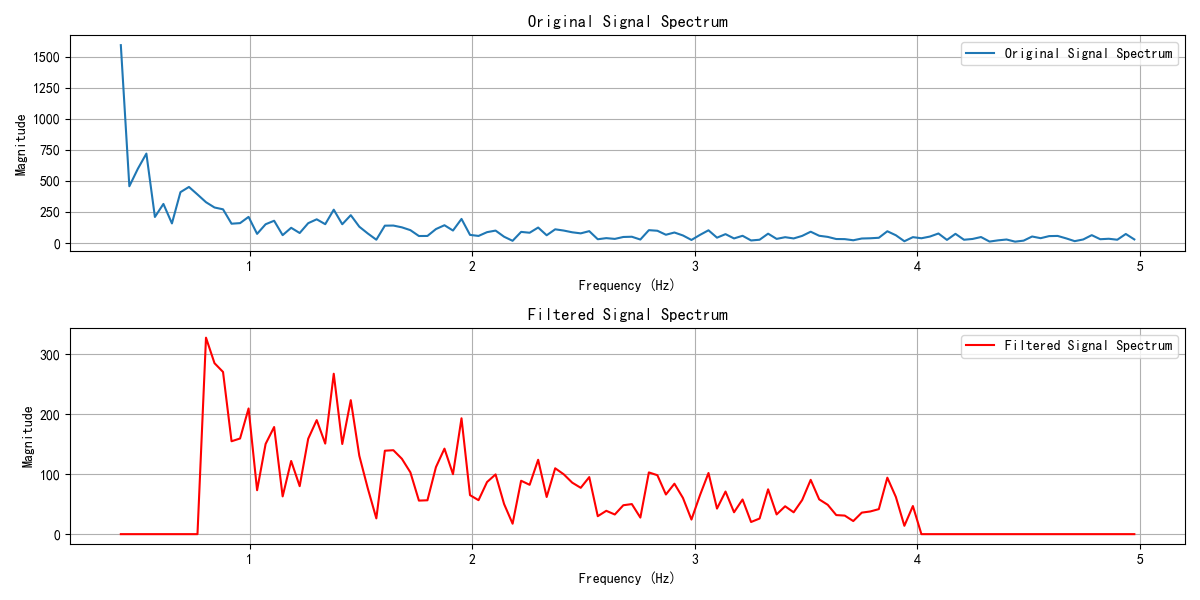 Original Signal Spectrum
Original Signal Spectrum
Magnitude
1500
1250
1000
750
500
250
0
1
2
3
4
5
Frequency (Hz)
Filtered Signal Spectrum
Filtered Signal Spectrum
Magnitude
300
200
100
0
1
2
3
4
5
Frequency (Hz)